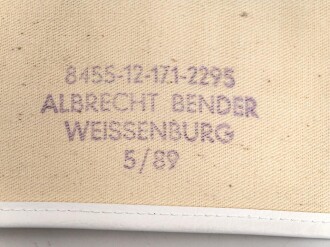 8455-12-171-2295
ALBRECHT BENDER
WEISSENBURG
5/89